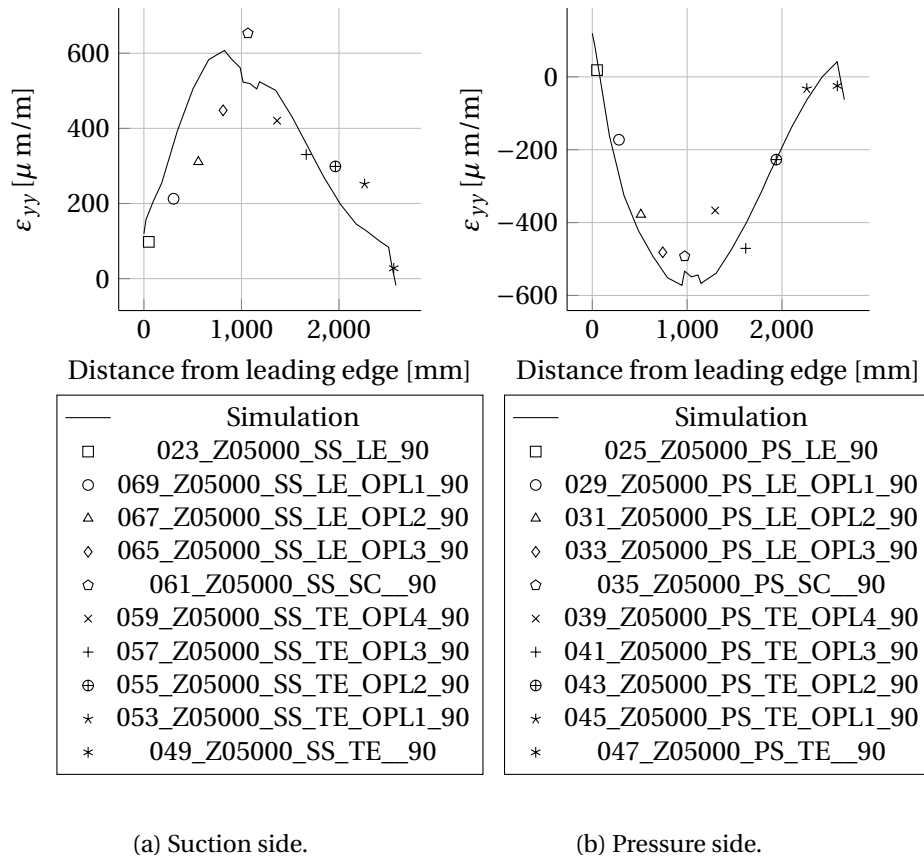 600
400
200
0
ε_yy [μ m/m]
0 1,000 2,000
Distance from leading edge [mm]
Simulation
023_Z05000_SS_LE_90
069_Z05000_SS_LE_OPL1_90
067_Z05000_SS_LE_OPL2_90
065_Z05000_SS_LE_OPL3_90
061_Z05000_SS_SC__90
059_Z05000_SS_TE_OPL4_90
057_Z05000_SS_TE_OPL3_90
055_Z05000_SS_TE_OPL2_90
053_Z05000_SS_TE_OPL1_90
049_Z05000_SS_TE__90
(a) Suction side.
0
−200
−400
−600
ε_yy [μ m/m]
0 1,000 2,000
Distance from leading edge [mm]
Simulation
025_Z05000_PS_LE_90
029_Z05000_PS_LE_OPL1_90
031_Z05000_PS_LE_OPL2_90
033_Z05000_PS_LE_OPL3_90
035_Z05000_PS_SC__90
039_Z05000_PS_TE_OPL4_90
041_Z05000_PS_TE_OPL3_90
043_Z05000_PS_TE_OPL2_90
045_Z05000_PS_TE_OPL1_90
047_Z05000_PS_TE__90
(b) Pressure side.